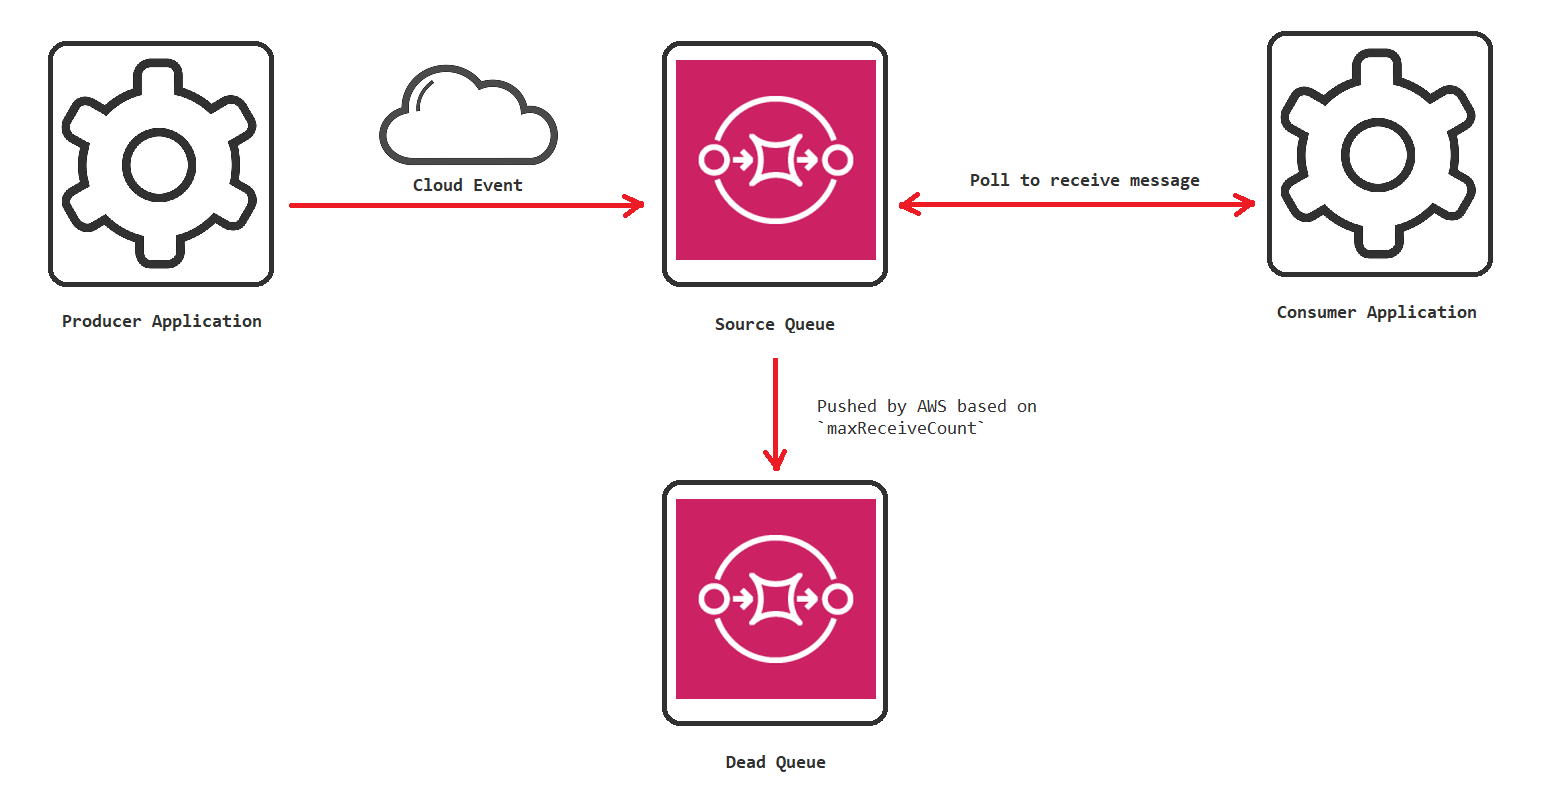 Cloud Event
Poll to receive message
Producer Application
Source Queue
Consumer Application
Pushed by AWS based on
`maxReceiveCount`
Dead Queue